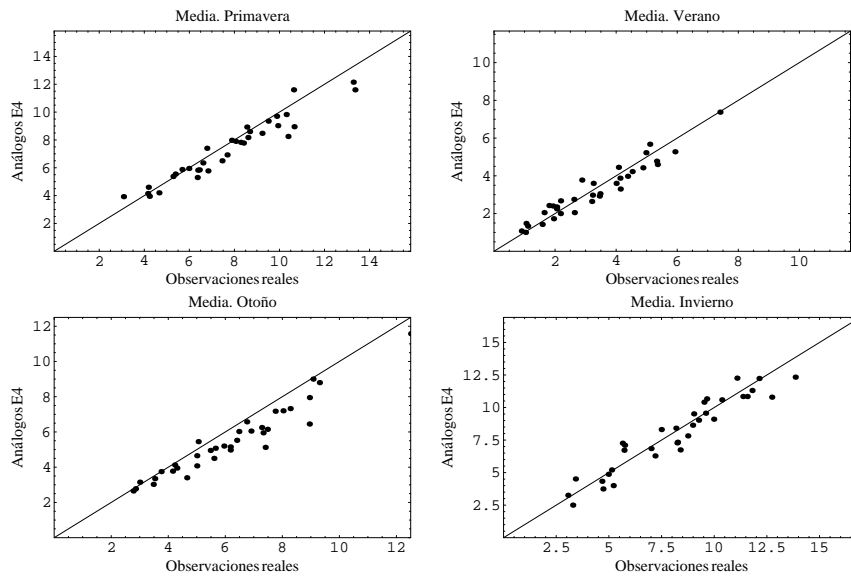 Media. Primavera
14
12
10
8
6
4
2
Análogos E4
2 4 6 8 10 12 14
Observaciones reales
Media. Verano
10
8
6
4
2
Análogos E4
2 4 6 8 10
Observaciones reales
Media. Otoño
12
10
8
6
4
2
Análogos E4
2 4 6 8 10 12
Observaciones reales
Media. Invierno
15
12.5
10
7.5
5
2.5
Análogos E4
2.5 5 7.5 10 12.5 15
Observaciones reales